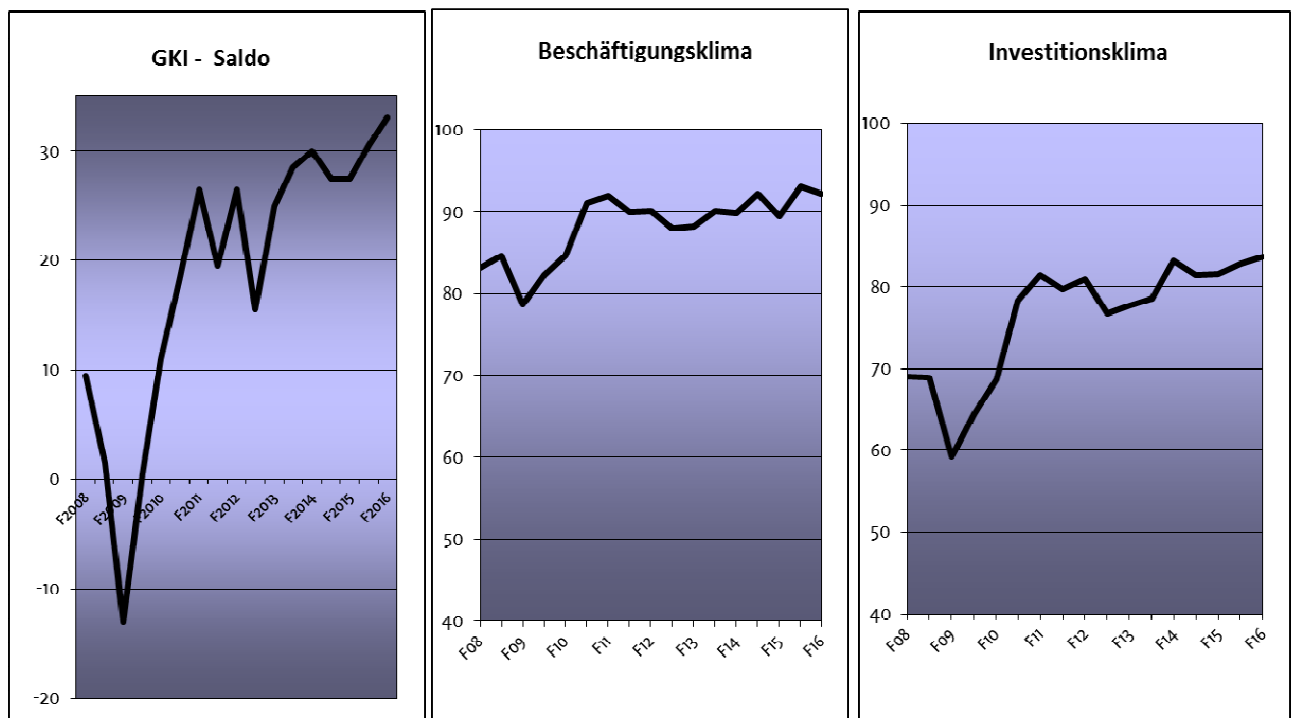 GKI - Saldo
30
20
10
0
-10
-20
F2008
F2009
F2010
F2011
F2012
F2013
F2014
F2015
F2016
Beschäftigungsklima
100
90
80
70
60
50
40
F08
F09
F10
F11
F12
F13
F14
F15
F16
Investitionsklima
100
90
80
70
60
50
40
F08
F09
F10
F11
F12
F13
F14
F15
F16